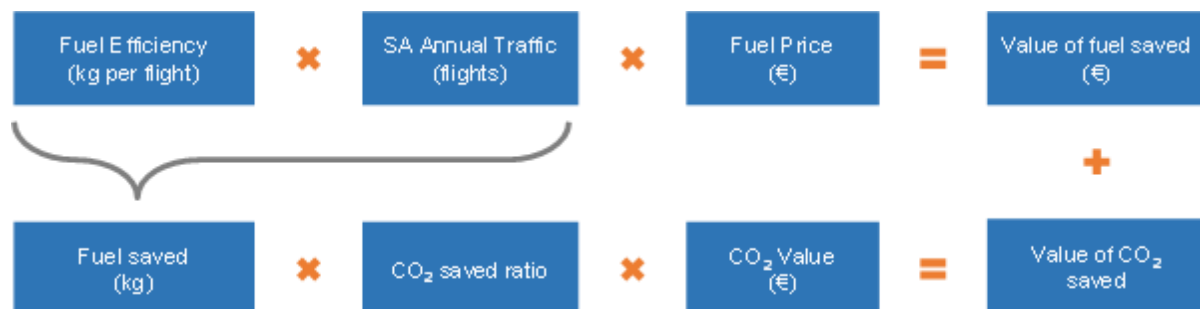 Fuel Efficiency
(kg per flight)
✖
SA Annual Traffic
(flights)
✖
Fuel Price
(€)
=
Value of fuel saved
(€)
+
Fuel saved
(kg)
✖
CO₂ saved ratio
✖
CO₂ Value
(€)
=
Value of CO₂
saved